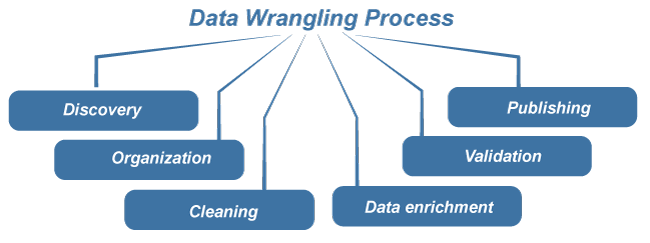 Data Wrangling Process
Discovery
Organization
Cleaning
Data enrichment
Validation
Publishing